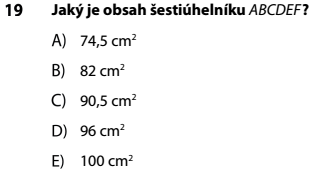 19 Jaký je obsah šestiúhelníku ABCDEF?
A) 74,5 cm²
B) 82 cm²
C) 90,5 cm²
D) 96 cm²
E) 100 cm²